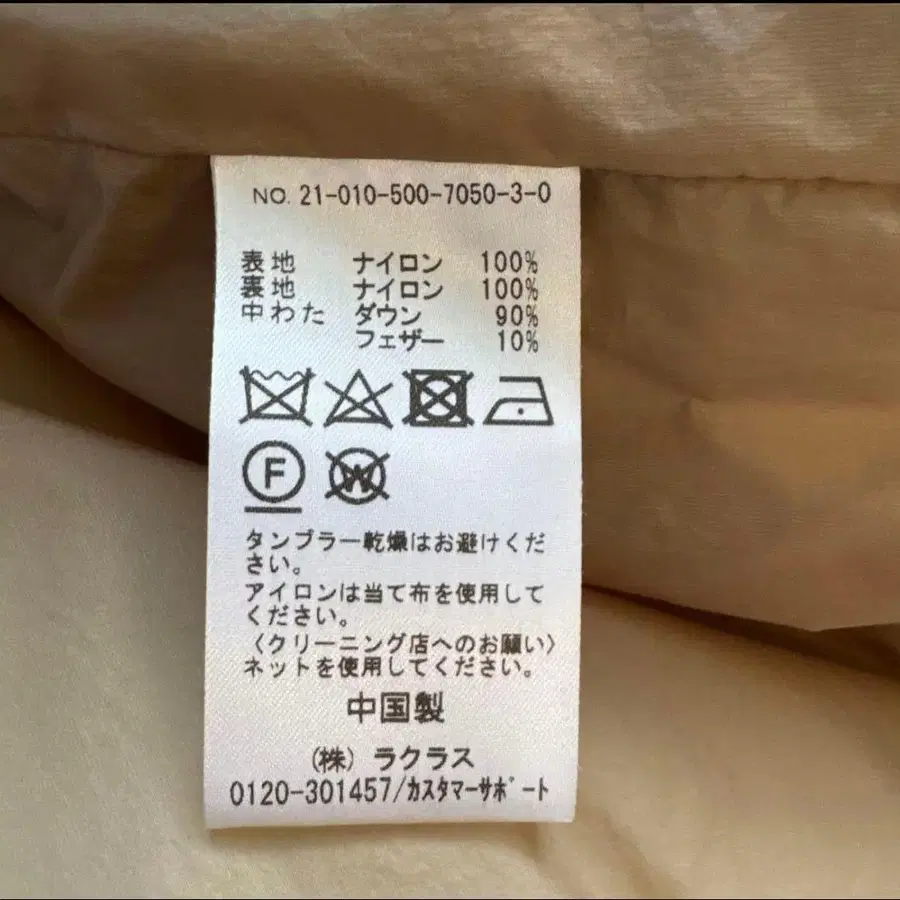 NO. 21-010-500-7050-3-0
表地 ナイロン 100%
裏地 ナイロン 100%
中わた ダウン 90%
フェザー 10%
F W
タンブラー乾燥はお避けくだ
さい。
アイロンは当て布を使用して
ください。
〈クリーニング店へのお願い〉
ネットを使用してください。
中国製
(株) ラクラス
0120-301457/カスタマーサポート